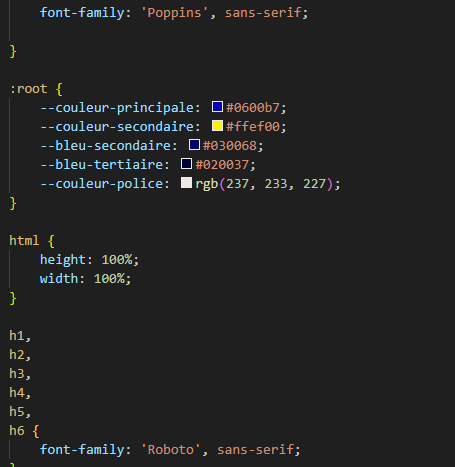 font-family: 'Poppins', sans-serif;
}
:root {
--couleur-principale: #0600b7;
--couleur-secondaire: #ffef00;
--bleu-secondaire: #030068;
--bleu-tertiaire: #020037;
--couleur-police: rgb(237, 233, 227);
}
html {
height: 100%;
width: 100%;
}
h1,
h2,
h3,
h4,
h5,
h6 {
font-family: 'Roboto', sans-serif;
}